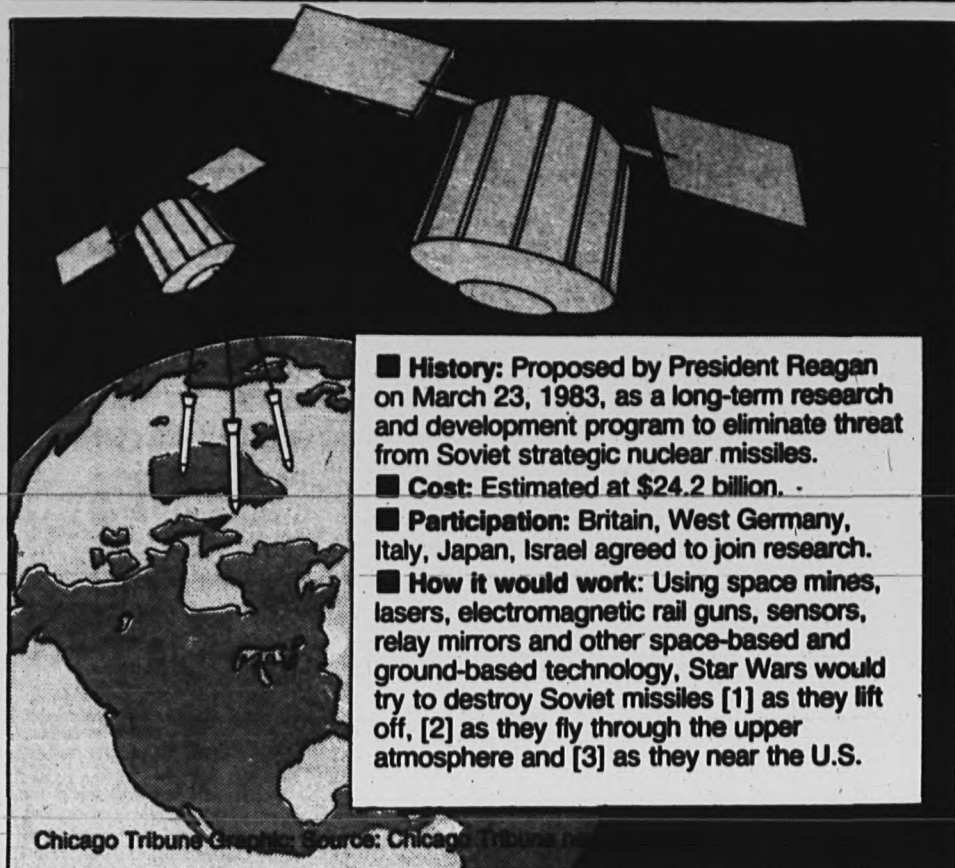 ■ History: Proposed by President Reagan
on March 23, 1983, as a long-term research
and development program to eliminate threat
from Soviet strategic nuclear missiles.
■ Cost: Estimated at $24.2 billion.
■ Participation: Britain, West Germany,
Italy, Japan, Israel agreed to join research.
■ How it would work: Using space mines,
lasers, electromagnetic rail guns, sensors,
relay mirrors and other space-based and
ground-based technology, Star Wars would
try to destroy Soviet missiles [1] as they lift
off, [2] as they fly through the upper
atmosphere and [3] as they near the U.S.
Chicago Tribune Graphic; Source: Chicago Tribune